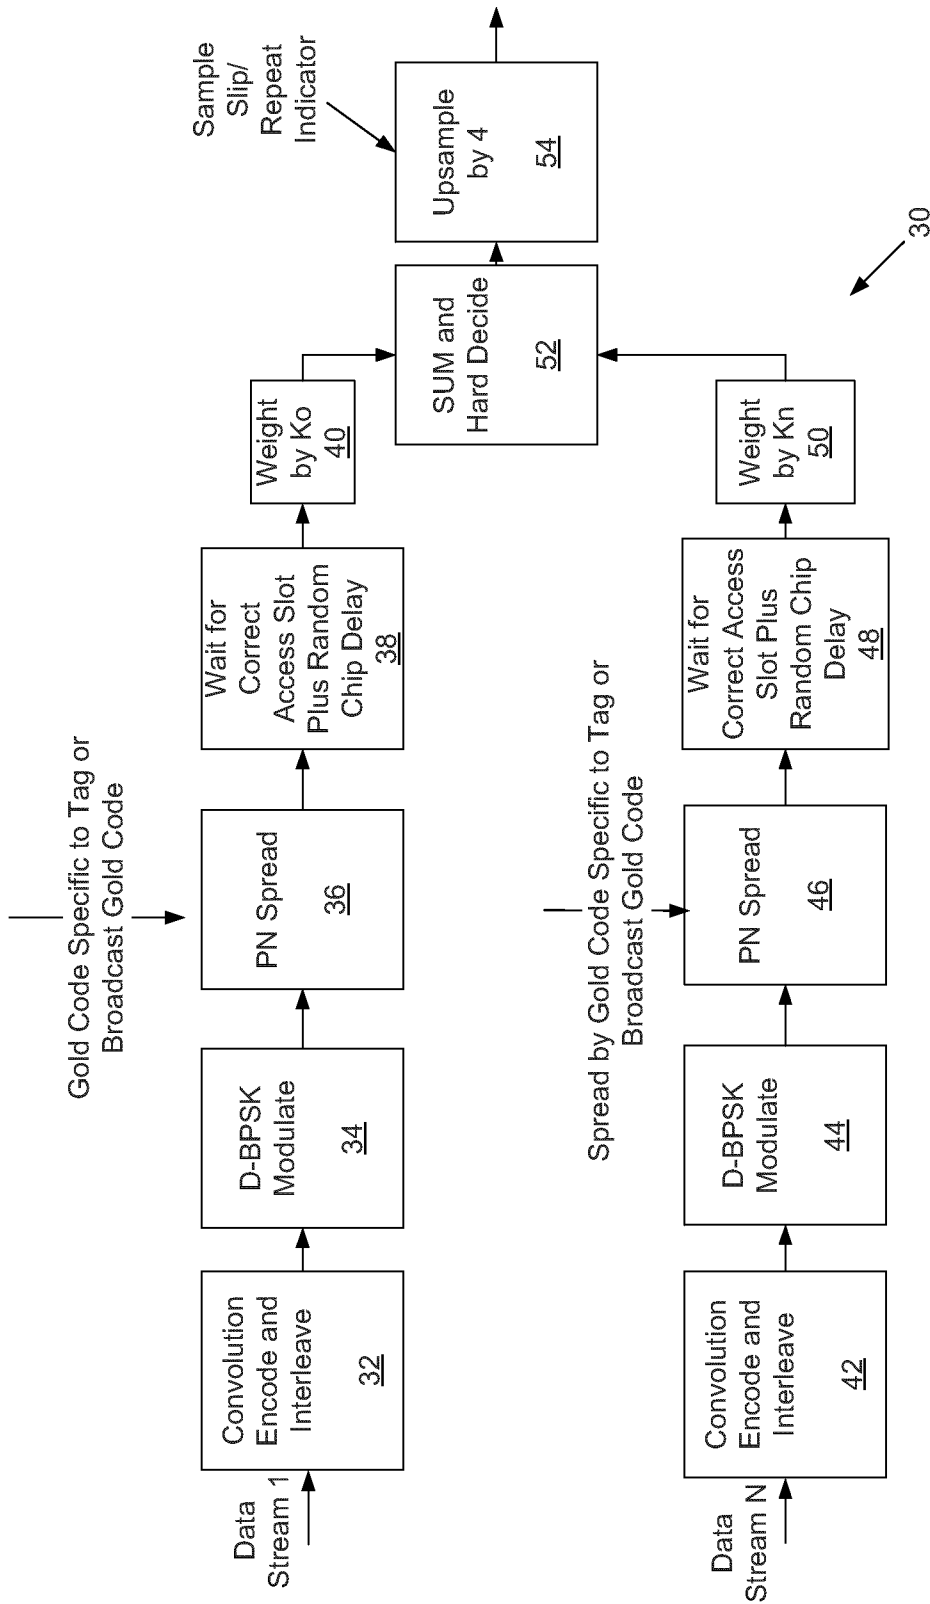 Data
Stream 1
Convolution
Encode and
Interleave
32
D-BPSK
Modulate
34
Gold Code Specific to Tag or
Broadcast Gold Code
PN Spread
36
Wait for
Correct
Access Slot
Plus Random
Chip Delay
38
Weight
by Ko
40
Data
Stream N
Convolution
Encode and
Interleave
42
D-BPSK
Modulate
44
Spread by Gold Code Specific to Tag or
Broadcast Gold Code
PN Spread
46
Wait for
Correct Access
Slot Plus
Random Chip
Delay
48
Weight
by Kn
50
SUM and
Hard Decide
52
Sample
Slip/
Repeat
Indicator
Upsample
by 4
54
30